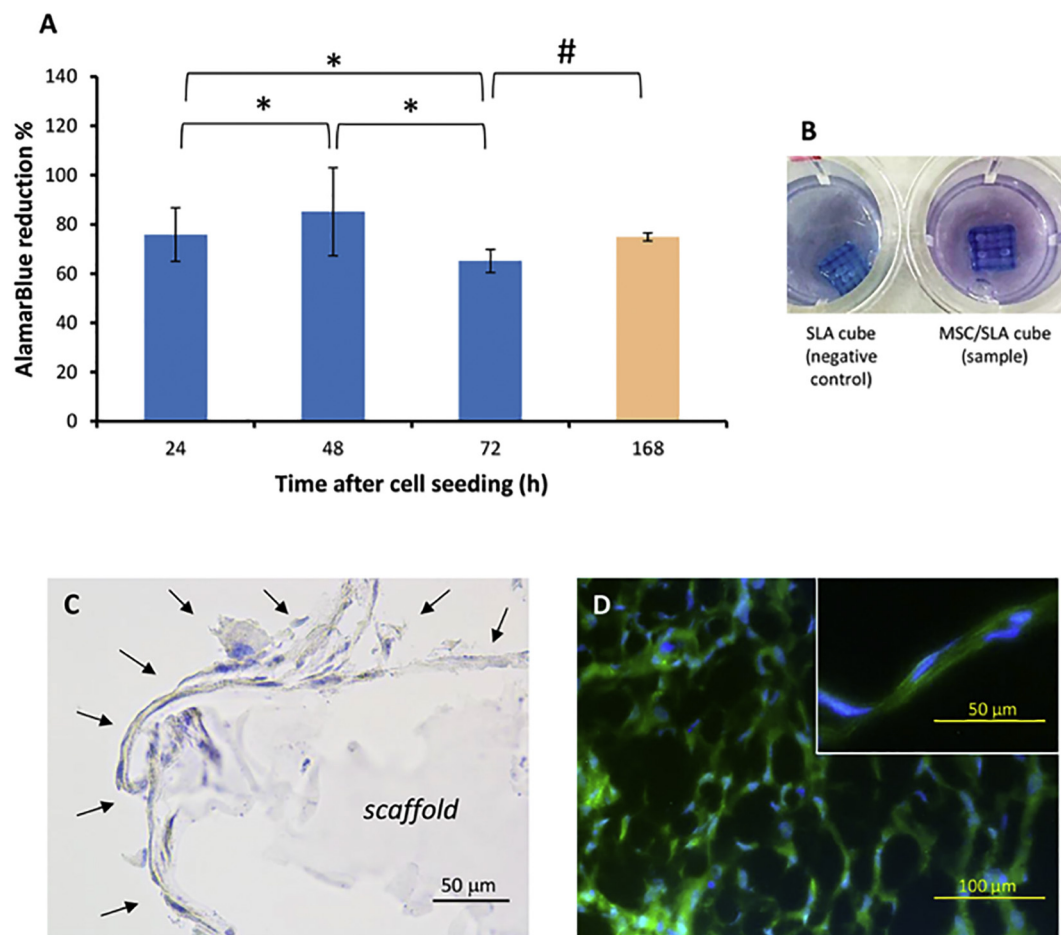 A
*
#
*
*
AlamarBlue reduction %
140
120
100
80
60
40
20
0
24
48
72
168
Time after cell seeding (h)
B
SLA cube
(negative
control)
MSC/SLA cube
(sample)
C
scaffold
50 µm
D
50 µm
100 µm